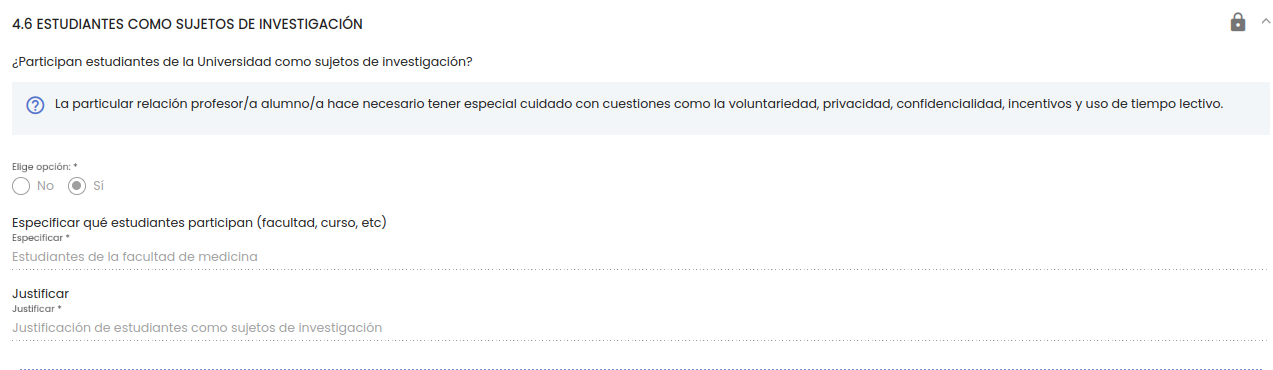 4.6 ESTUDIANTES COMO SUJETOS DE INVESTIGACIÓN
¿Participan estudiantes de la Universidad como sujetos de investigación?
La particular relación profesor/a alumno/a hace necesario tener especial cuidado con cuestiones como la voluntariedad, privacidad, confidencialidad, incentivos y uso de tiempo lectivo.
Elige opción: *
No Sí
Especificar qué estudiantes participan (facultad, curso, etc)
Especificar *
Estudiantes de la facultad de medicina
Justificar
Justificar *
Justificación de estudiantes como sujetos de investigación